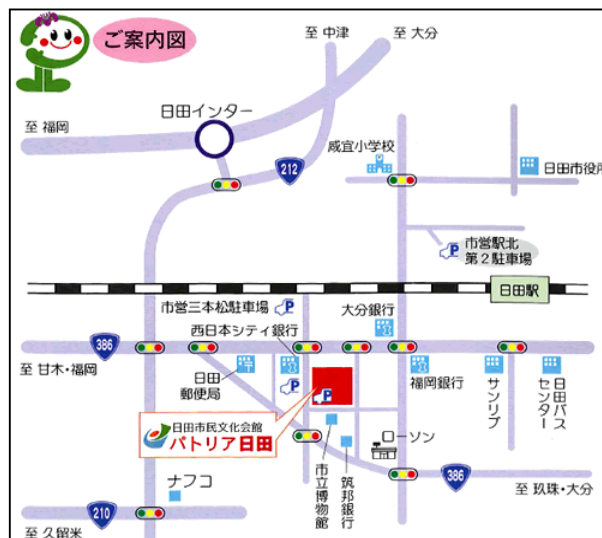 ご案内図
至 中津
至 大分
日田インター
至 福岡
212
咸宜小学校
日田市役所
市営駅北
第2駐車場
P
日田駅
市営三本松駐車場
P
大分銀行
西日本シティ銀行
386
至 甘木・福岡
日田
郵便局
P
P
福岡銀行
サンリブ
日田バス
センター
日田市民文化会館
パトリア日田
ローソン
市立博物館
筑邦銀行
386
至 玖珠・大分
ナフコ
210
至 久留米